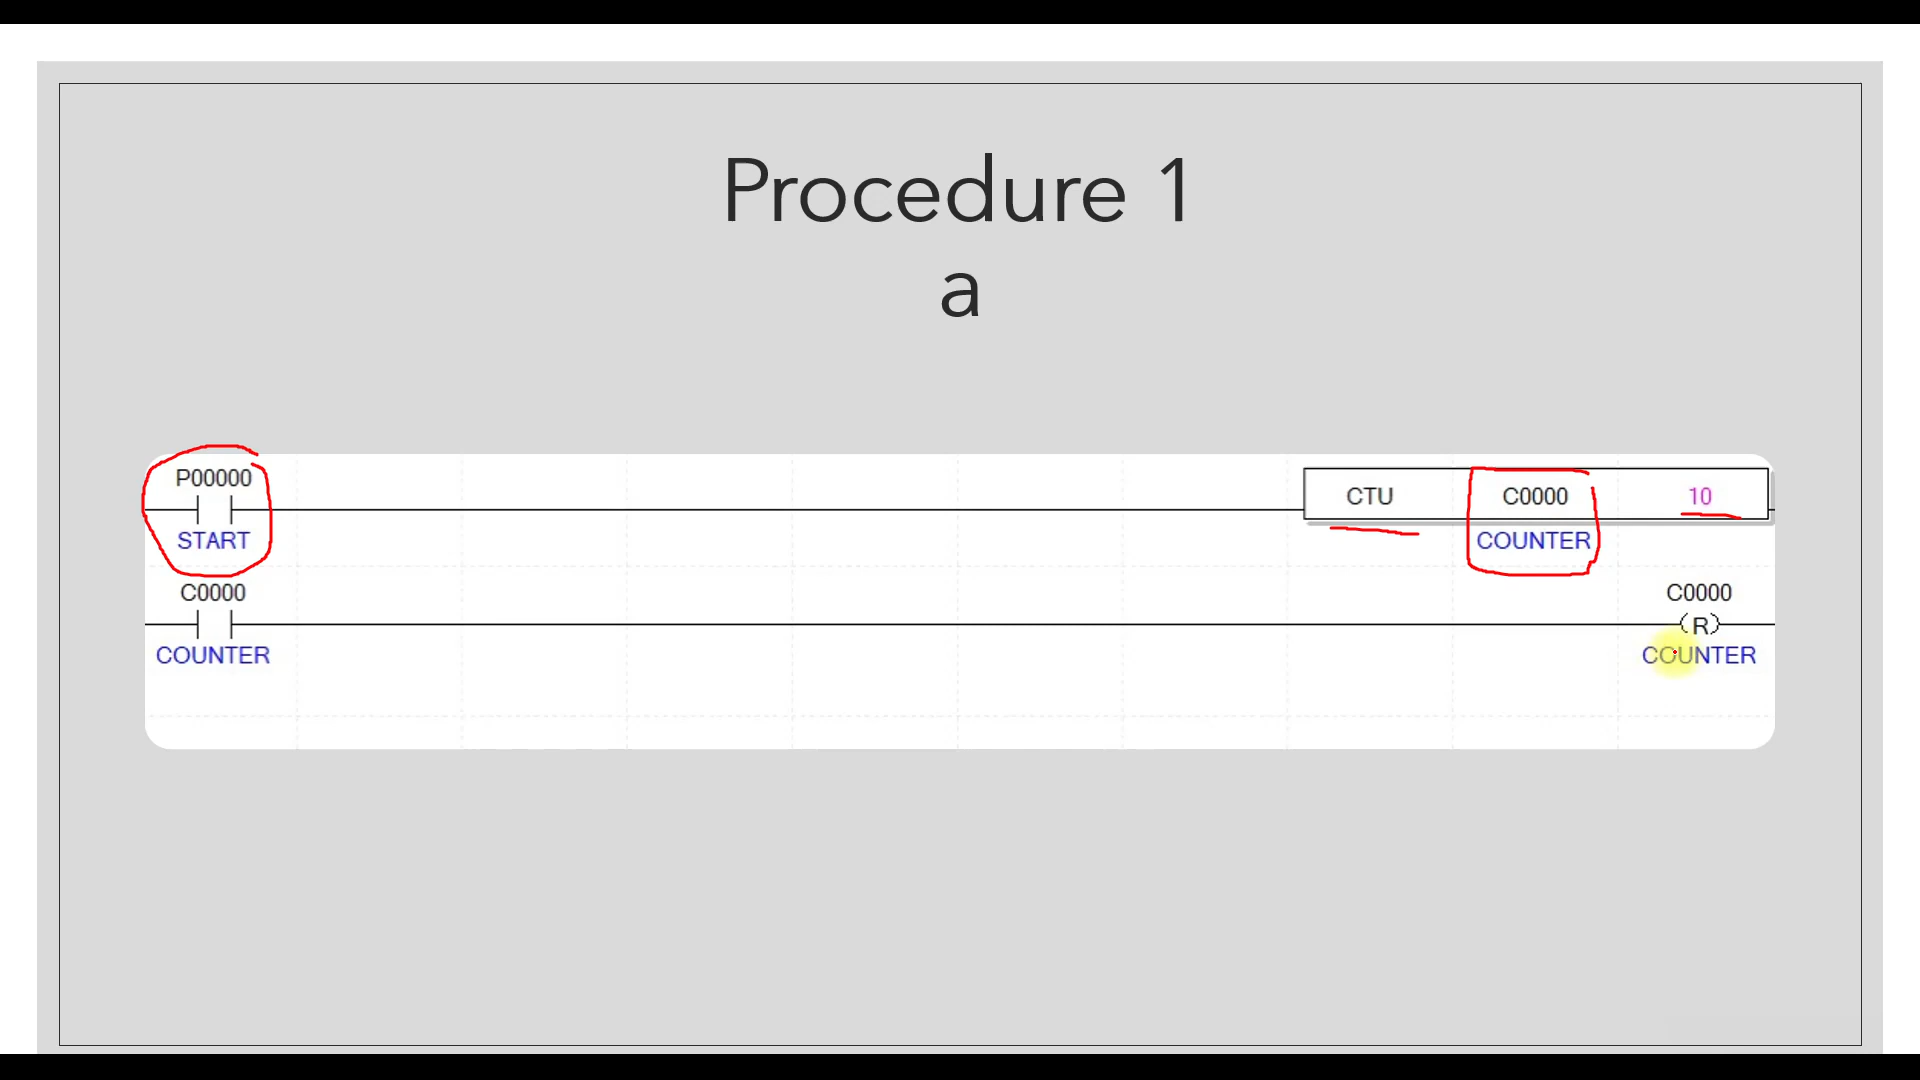 Procedure 1
a
P00000
START
CTU C0000 10
COUNTER
C0000
COUNTER
C0000
(R)
COUNTER